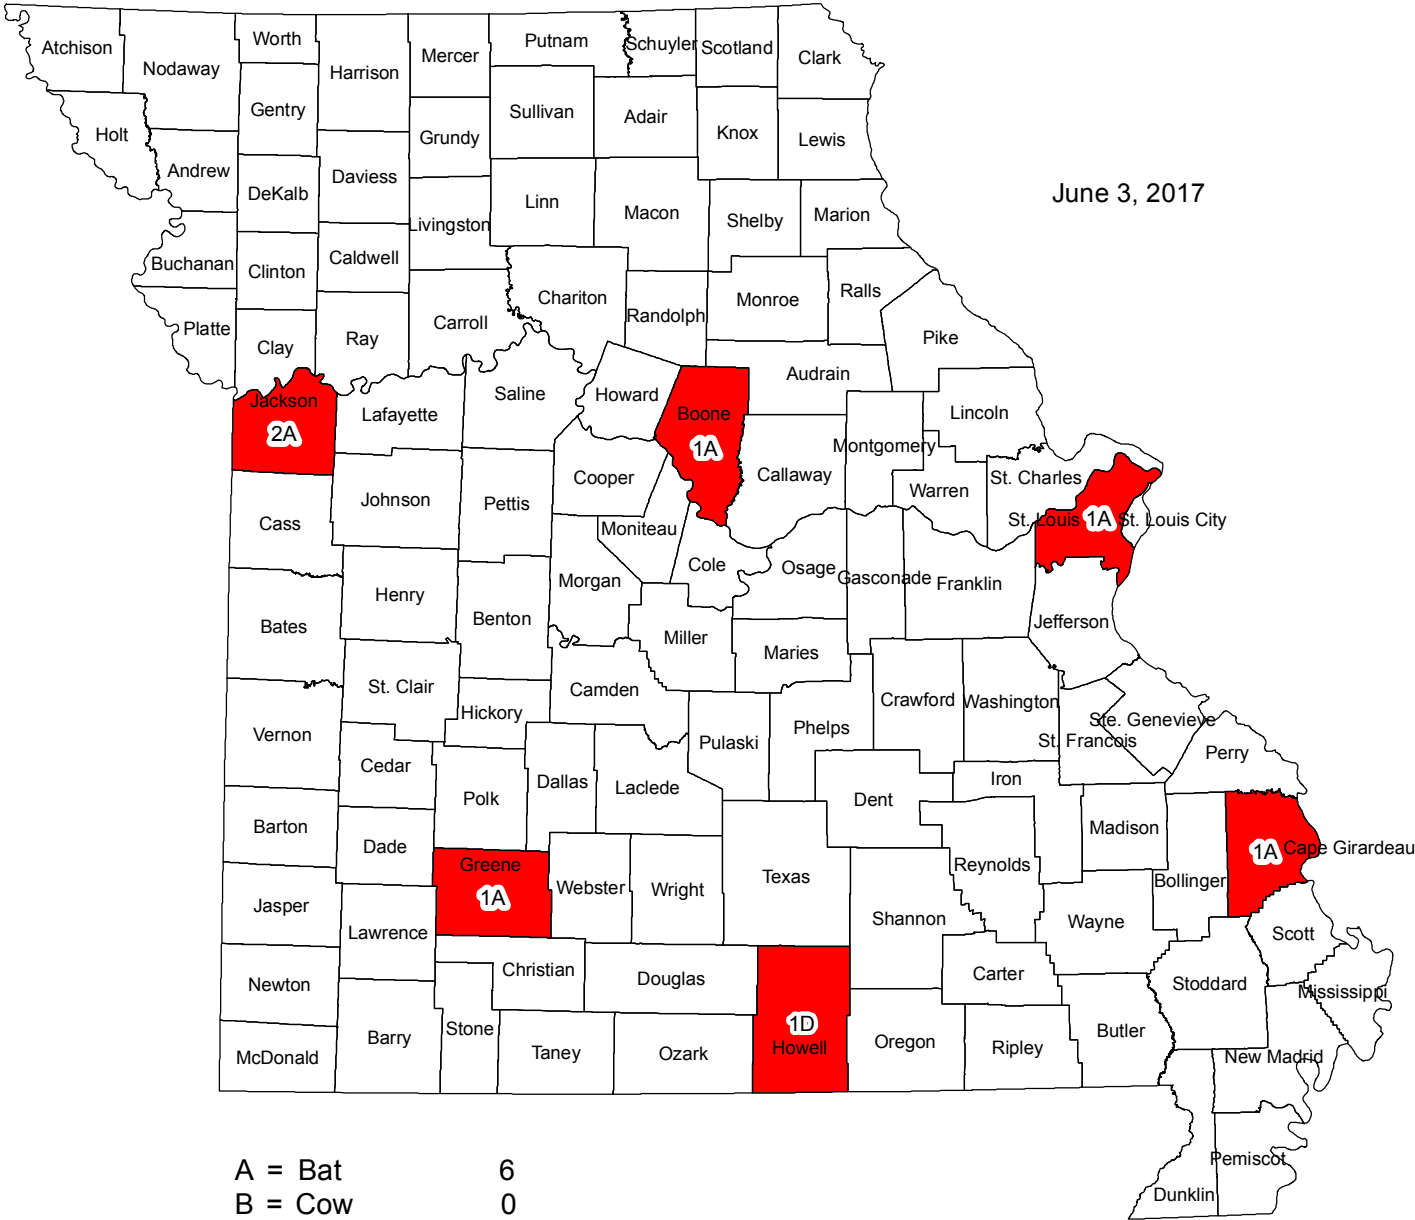 Atchison
Nodaway
Worth
Harrison
Mercer
Putnam
Schuyler
Scotland
Clark
Gentry
Sullivan
Adair
Knox
Lewis
Holt
Grundy
Andrew
DeKalb
Daviess
Linn
Macon
Shelby
Marion
June 3, 2017
Livingston
Buchanan
Clinton
Caldwell
Chariton
Randolph
Monroe
Ralls
Platte
Clay
Ray
Carroll
Pike
Audrain
Jackson
2A
Lafayette
Saline
Howard
Boone
1A
Lincoln
Montgomery
Callaway
Cooper
Warren
St. Charles
Cass
Johnson
Pettis
Moniteau
St. Louis
1A
St. Louis City
Cole
Osage
Gasconade
Franklin
Morgan
Henry
Benton
Bates
Miller
Maries
Jefferson
St. Clair
Camden
Hickory
Crawford
Washington
Ste. Genevieve
St. Francois
Vernon
Pulaski
Phelps
Perry
Cedar
Dallas
Laclede
Iron
Polk
Dent
Barton
Dade
Madison
1A
Cape Girardeau
Greene
1A
Webster
Wright
Texas
Reynolds
Bollinger
Jasper
Lawrence
Shannon
Wayne
Scott
Christian
Douglas
Carter
Newton
Stoddard
Mississippi
1D
Howell
Stone
Barry
Taney
Ozark
Oregon
Ripley
Butler
McDonald
New Madrid
Pemiscot
Dunklin
A = Bat 6
B = Cow 0